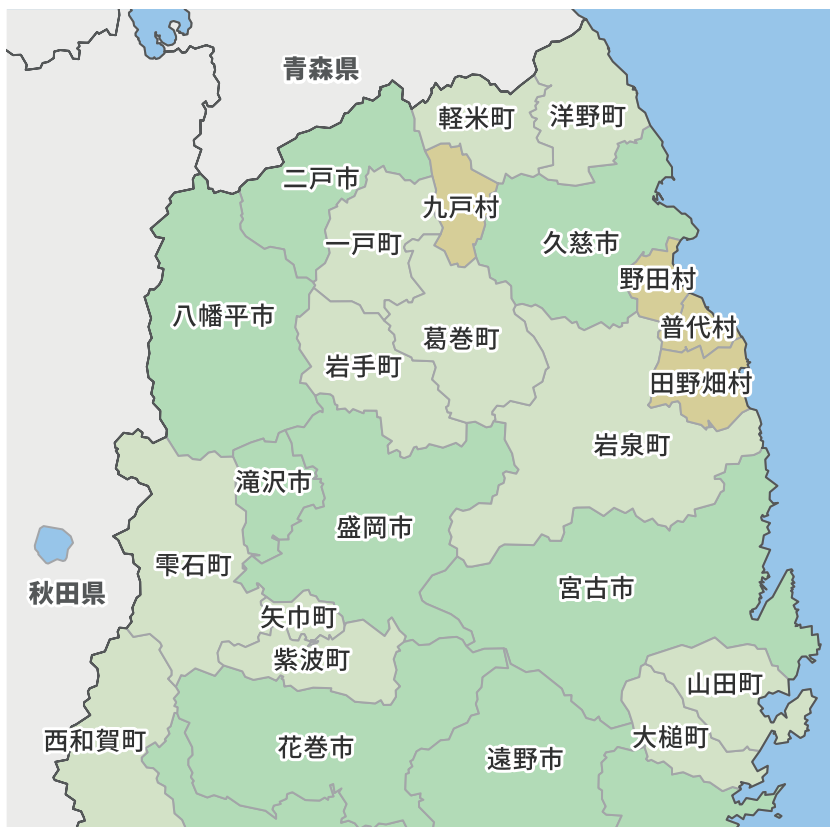 青森県
軽米町
洋野町
二戸市
九戸村
一戸町
久慈市
野田村
八幡平市
普代村
葛巻町
岩手町
田野畑村
岩泉町
滝沢市
盛岡市
雫石町
宮古市
秋田県
矢巾町
紫波町
山田町
大槌町
西和賀町
花巻市
遠野市